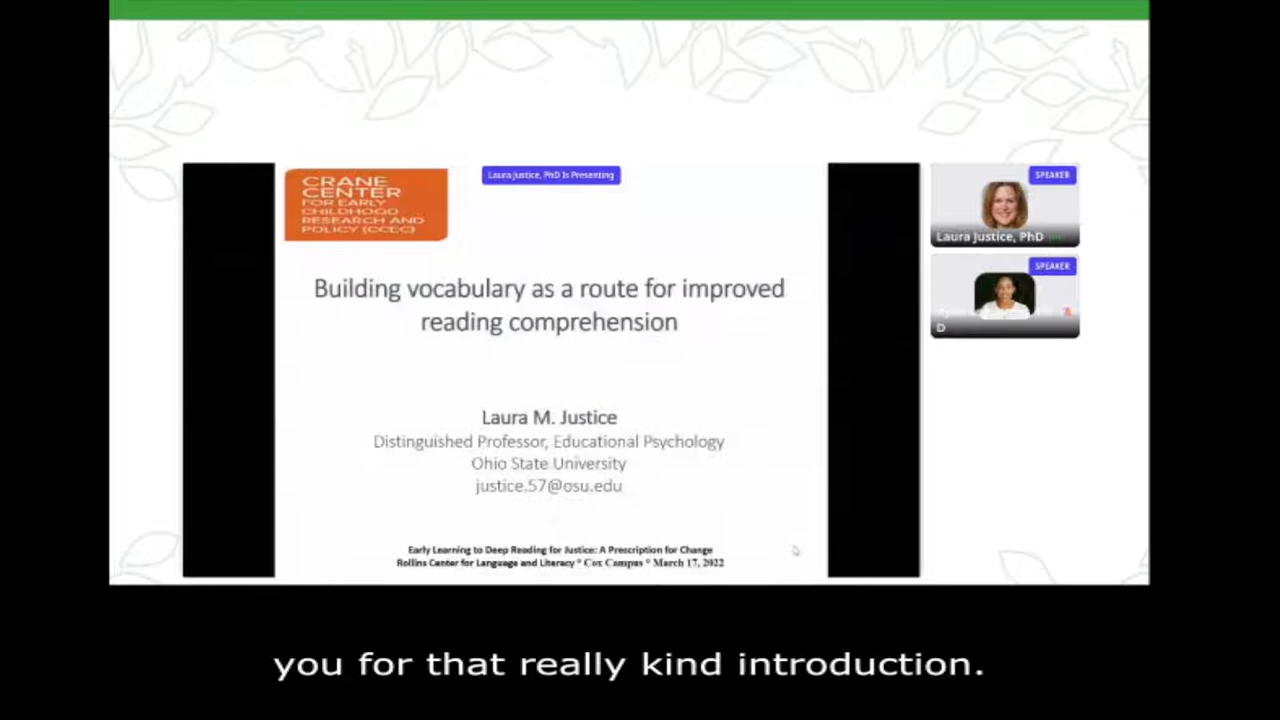 CRANE
CENTER
FOR EARLY
CHILDHOOD
RESEARCH AND
POLICY (CCEC)
Laura Justice, PhD Is Presenting
Building vocabulary as a route for improved
reading comprehension
Laura M. Justice
Distinguished Professor, Educational Psychology
Ohio State University
justice.57@osu.edu
Early Learning to Deep Reading for Justice: A Prescription for Change
Rollins Center for Language and Literacy * Cox Campus * March 17, 2022
SPEAKER
Laura Justice, PhD
SPEAKER
D
you for that really kind introduction.